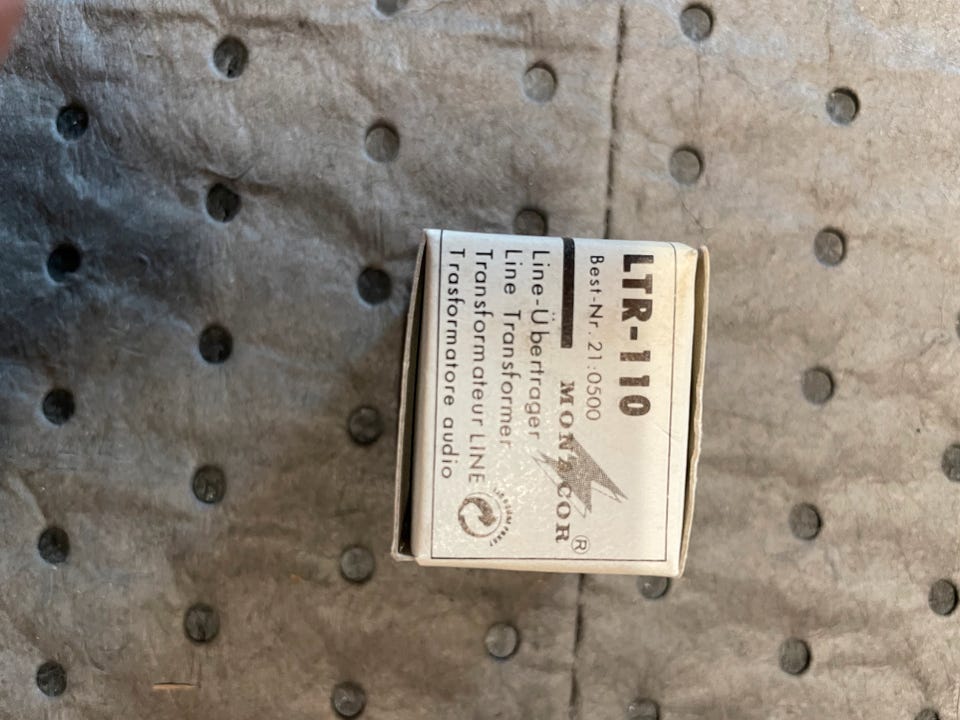 LTR-110
Best-Nr. 21.0500
MONACOR®
Line-Übertrager
Line Transformer
Transformateur LINE
Trasformatore audio